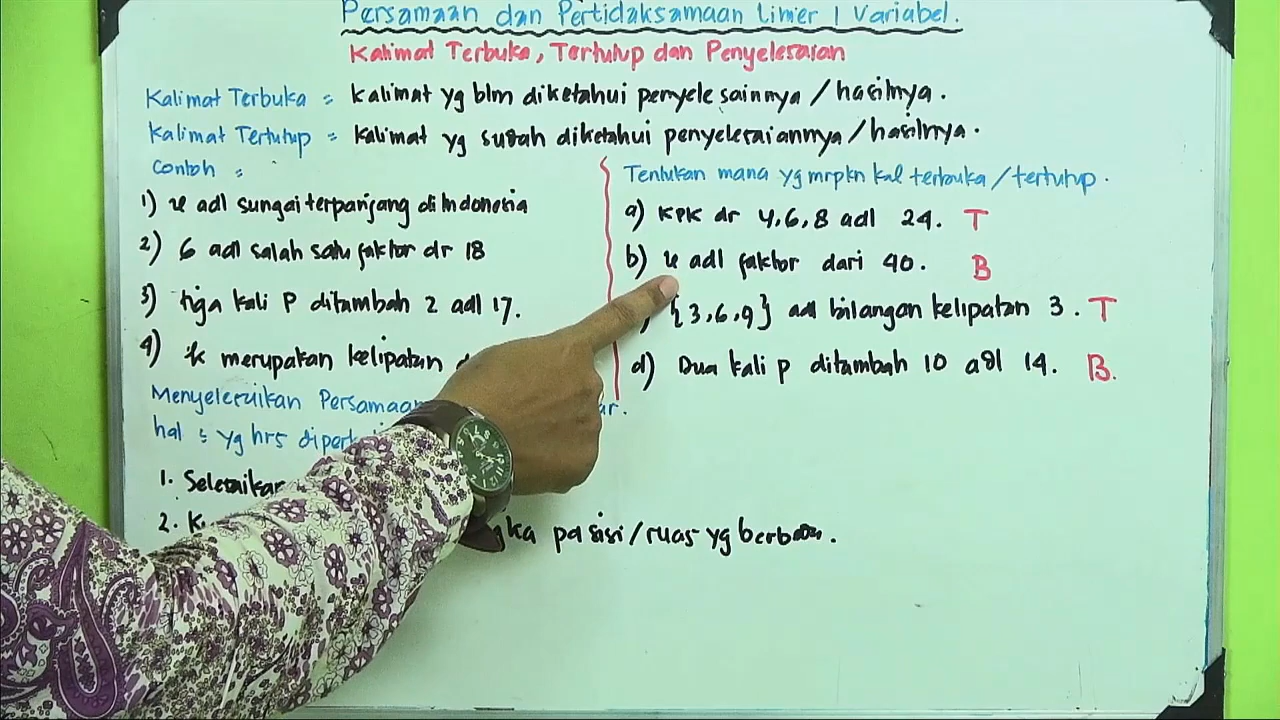 Persamaan dan Pertidaksamaan Linier 1 Variabel.
Kalimat Terbuka, Tertutup dan Penyelesaian
Kalimat Terbuka = Kalimat yg blm diketahui penyelesainnya / hasilnya.
Kalimat Tertutup = Kalimat yg sudah diketahui penyelesaiannya / hasilnya.
Contoh :
1) x adl sungai terpanjang di Indonesia
2) 6 adl salah satu faktor dr 18
3) tiga kali P ditambah 2 adl 17.
4) k merupakan kelipatan
Tentukan mana yg mrpkn kal terbuka / tertutup.
a) KPK dr 4, 6, 8 adl 24. T
b) x adl faktor dari 40. B
{3, 6, 9} adl bilangan kelipatan 3. T
d) Dua kali p ditambah 10 adl 14. B.
Menyelesaikan Persamaan
hal : yg hrs
1. Selesaikan
2. pa sisi / ruas yg